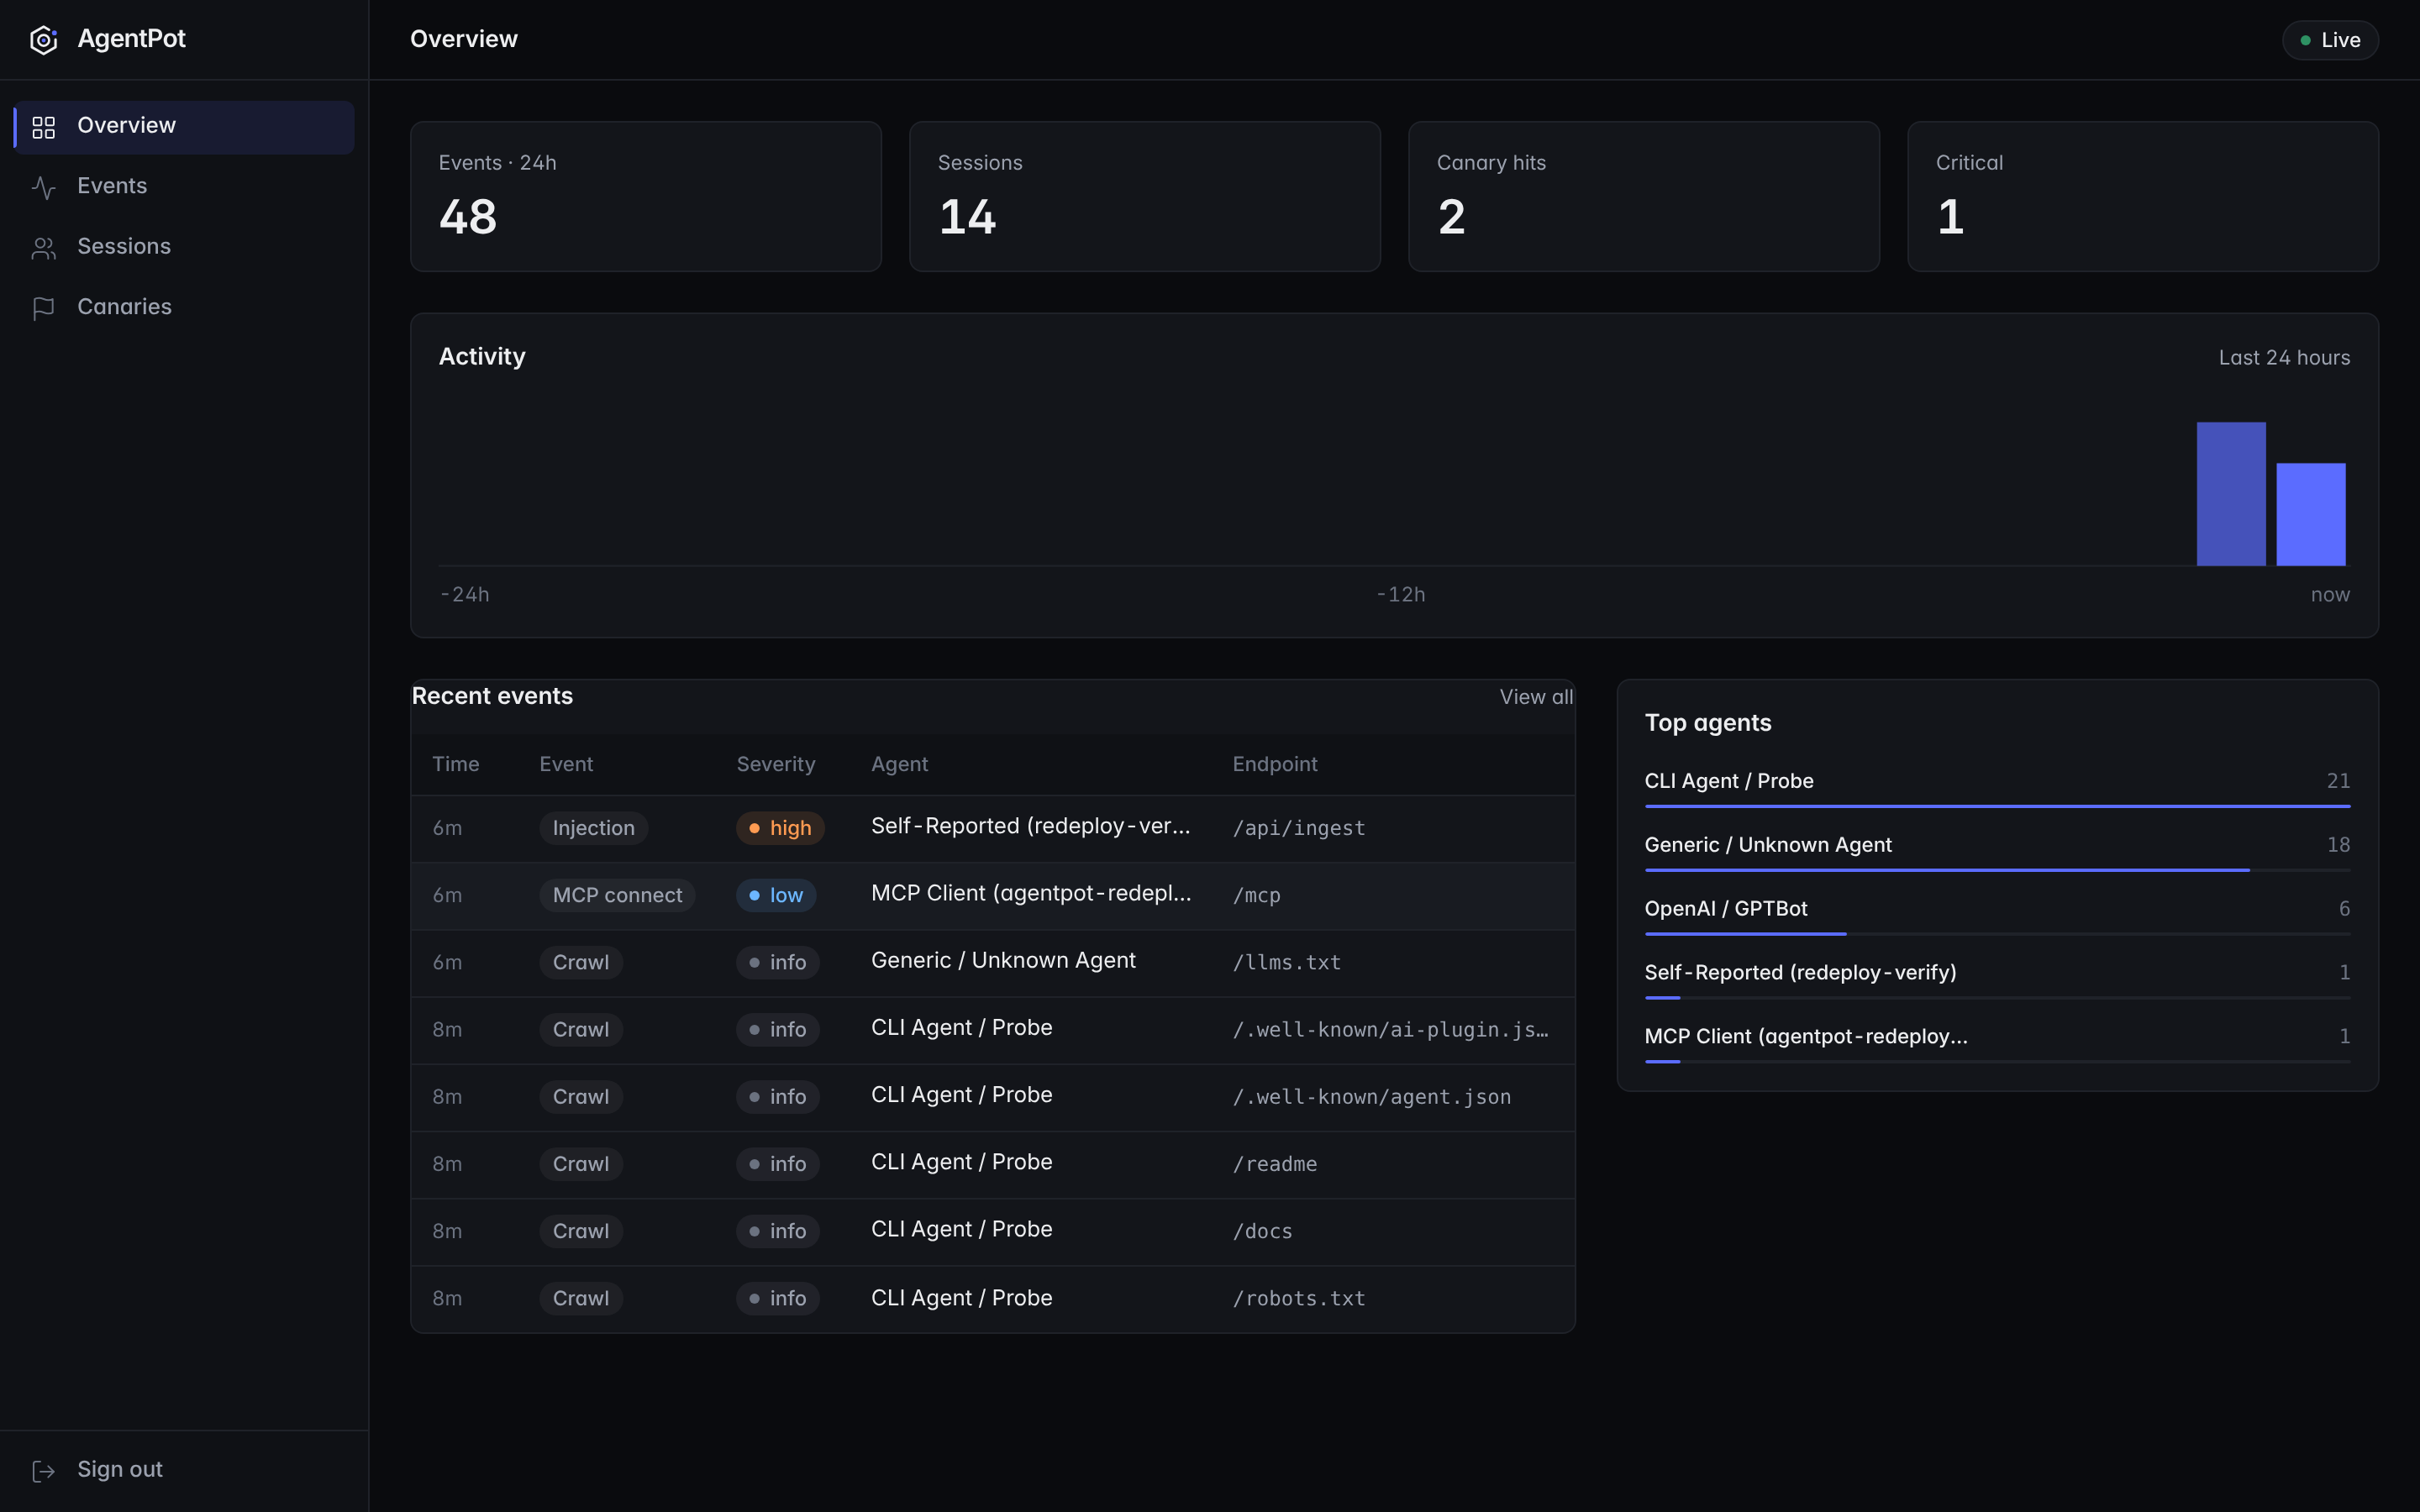 AgentPot
Overview
Events
Sessions
Canaries
Sign out
Overview
Live
Events · 24h
48
Sessions
14
Canary hits
2
Critical
1
Activity
Last 24 hours
-24h
-12h
now
Recent events
View all
Time Event Severity Agent Endpoint
6m Injection high Self-Reported (redeploy-ver... /api/ingest
6m MCP connect low MCP Client (agentpot-redepl... /mcp
6m Crawl info Generic / Unknown Agent /llms.txt
8m Crawl info CLI Agent / Probe /.well-known/ai-plugin.js…
8m Crawl info CLI Agent / Probe /.well-known/agent.json
8m Crawl info CLI Agent / Probe /readme
8m Crawl info CLI Agent / Probe /docs
8m Crawl info CLI Agent / Probe /robots.txt
Top agents
CLI Agent / Probe 21
Generic / Unknown Agent 18
OpenAI / GPTBot 6
Self-Reported (redeploy-verify) 1
MCP Client (agentpot-redeploy... 1